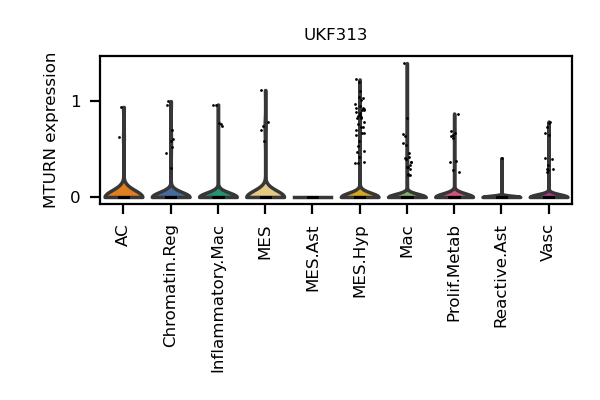 UKF313
MTURN expression
1
0
AC
Chromatin.Reg
Inflammatory.Mac
MES
MES.Ast
MES.Hyp
Mac
Prolif.Metab
Reactive.Ast
Vasc